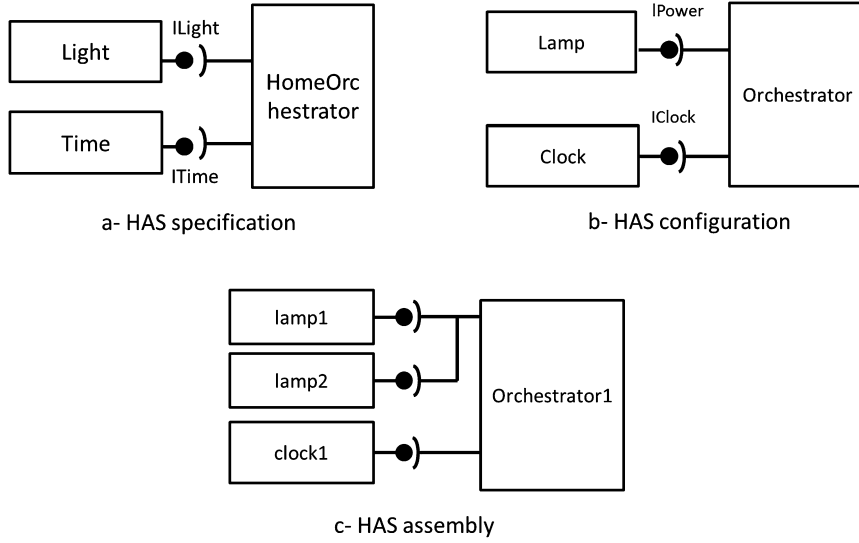 ILight
Light
HomeOrc
hestrator
Time
ITime
a- HAS specification
IPower
Lamp
Orchestrator
IClock
Clock
b- HAS configuration
lamp1
lamp2
Orchestrator1
clock1
c- HAS assembly